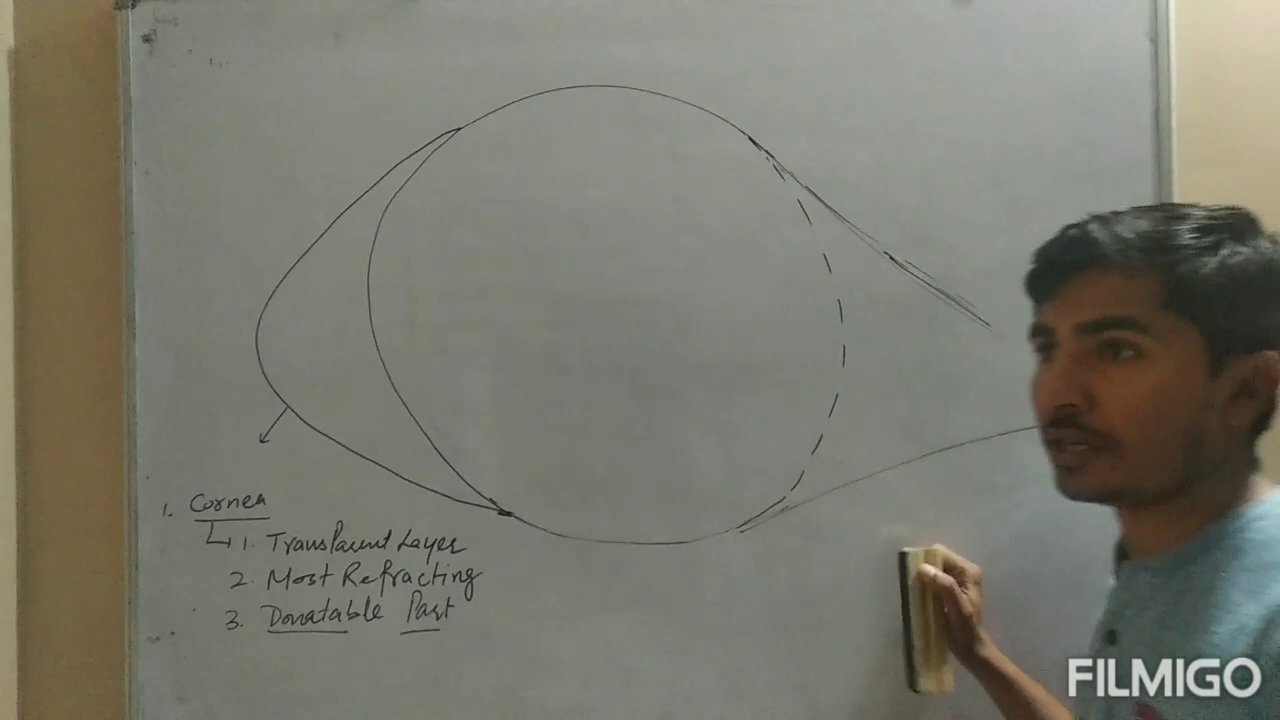 1. Cornea
1. Transparent Layer
2. Most Refracting
3. Donatable Part
FILMIGO